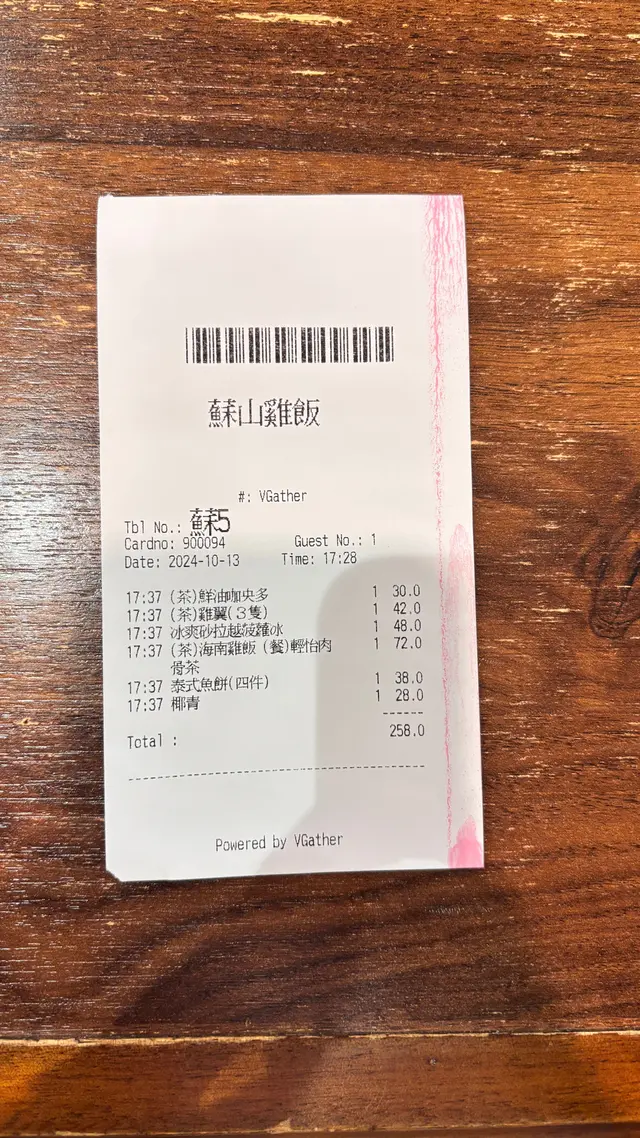 蘇山雞飯
#: VGather
Tbl No.: 蘇5
Cardno: 900094 Guest No.: 1
Date: 2024-10-13 Time: 17:28
17:37 (茶)鮮油咖央多 1 30.0
17:37 (茶)雞翼(3隻) 1 42.0
17:37 冰爽砂拉越菠蘿冰 1 48.0
17:37 (茶)海南雞飯 (餐)輕怡肉 1 72.0
骨茶
17:37 泰式魚餅(四件) 1 38.0
17:37 椰青 1 28.0
------
Total : 258.0
Powered by VGather